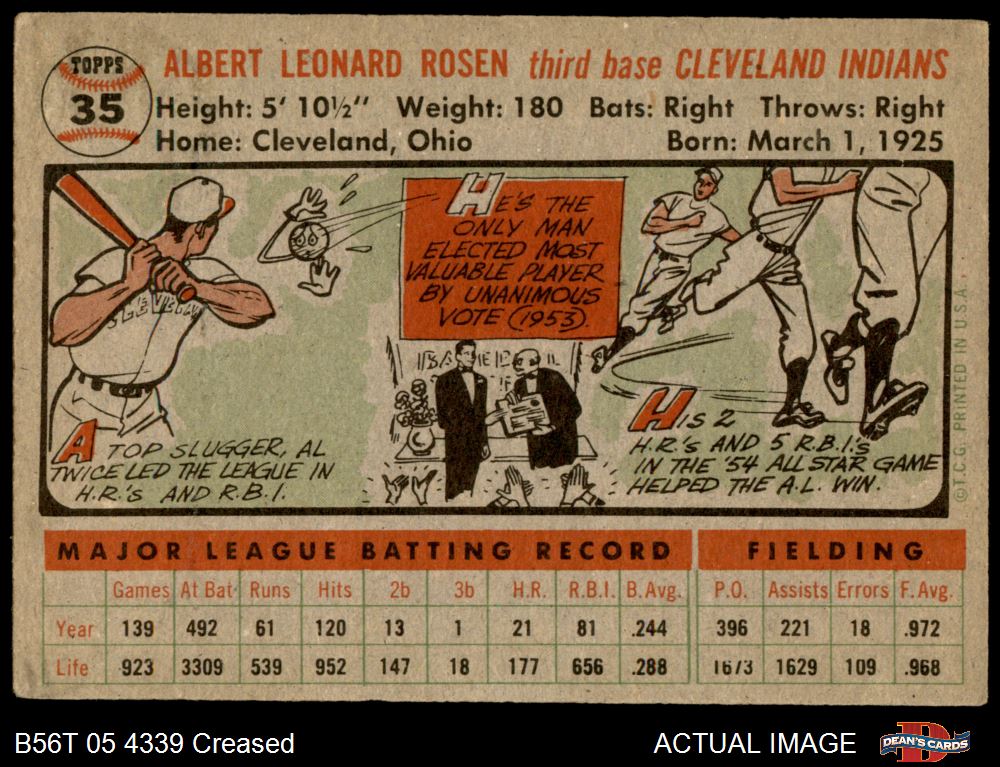 TOPPS
35
ALBERT LEONARD ROSEN third base CLEVELAND INDIANS
Height: 5' 10½" Weight: 180 Bats: Right Throws: Right
Home: Cleveland, Ohio Born: March 1, 1925
CLEVELAN
A TOP SLUGGER, AL
TWICE LED THE LEAGUE IN
H.R.'s AND R.B.I.
HE'S THE
ONLY MAN
ELECTED MOST
VALUABLE PLAYER
BY UNANIMOUS
VOTE (1953).
HIS 2
H.R.'s AND 5 R.B.I.'s
IN THE '54 ALL STAR GAME
HELPED THE A.L. WIN.
©T.C.G. PRINTED IN U.S.A.
MAJOR LEAGUE BATTING RECORD FIELDING
Games At Bat Runs Hits 2b 3b H.R. R.B.I. B.Avg. P.O. Assists Errors F.Avg.
Year 139 492 61 120 13 1 21 81 .244 396 221 18 .972
Life 923 3309 539 952 147 18 177 656 .288 1673 1629 109 .968
B56T 05 4339 Creased ACTUAL IMAGE
DEAN'S CARDS